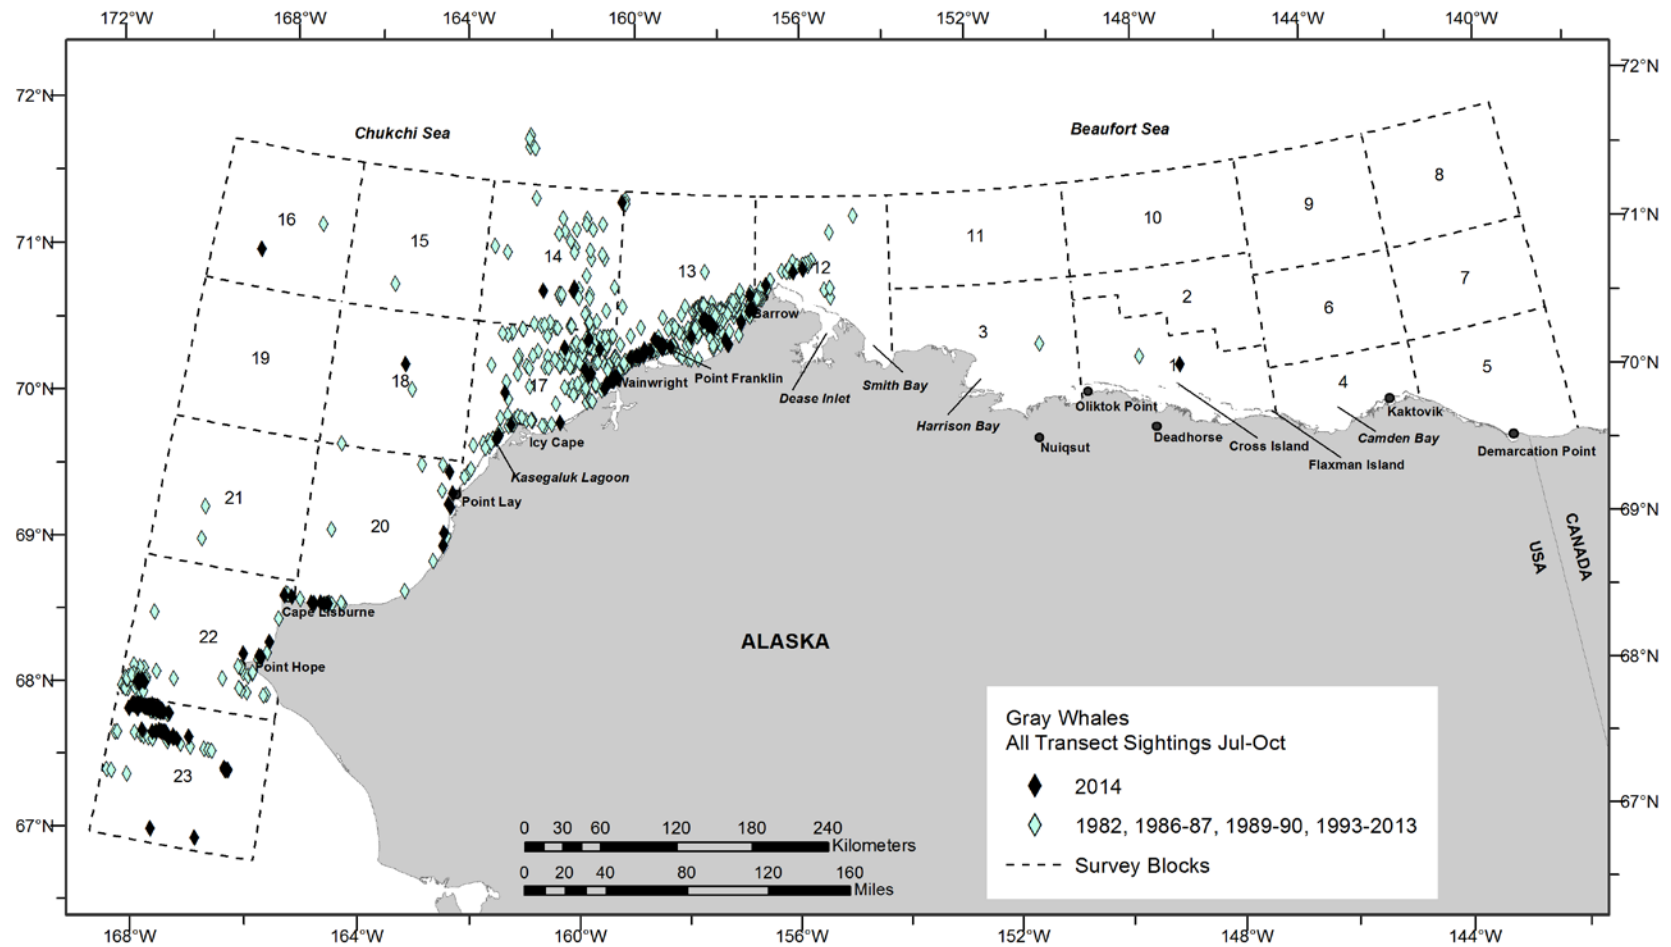 172°W 168°W 164°W 160°W 156°W 152°W 148°W 144°W 140°W
72°N 72°N
Chukchi Sea Beaufort Sea
8
16 9 10
71°N 15 11 71°N
14 13 12 7
2 6
Barrow
3
19 18 17 1 5 4
70°N 70°N
Wainwright Point Franklin Smith Bay
Dease Inlet
Oliktok Point Kaktovik
Harrison Bay
Icy Cape Nuiqsut Deadhorse Cross Island Camden Bay
Flaxman Island Demarcation Point
Kasegaluk Lagoon
21 20 Point Lay
69°N 69°N
USA CANADA
Cape Lisburne
22
ALASKA
Point Hope
68°N 68°N
23
67°N 67°N
Gray Whales
All Transect Sightings Jul-Oct
2014
1982, 1986-87, 1989-90, 1993-2013
Survey Blocks
0 30 60 120 180 240
Kilometers
0 20 40 80 120 160
Miles
168°W 164°W 160°W 156°W 152°W 148°W 144°W